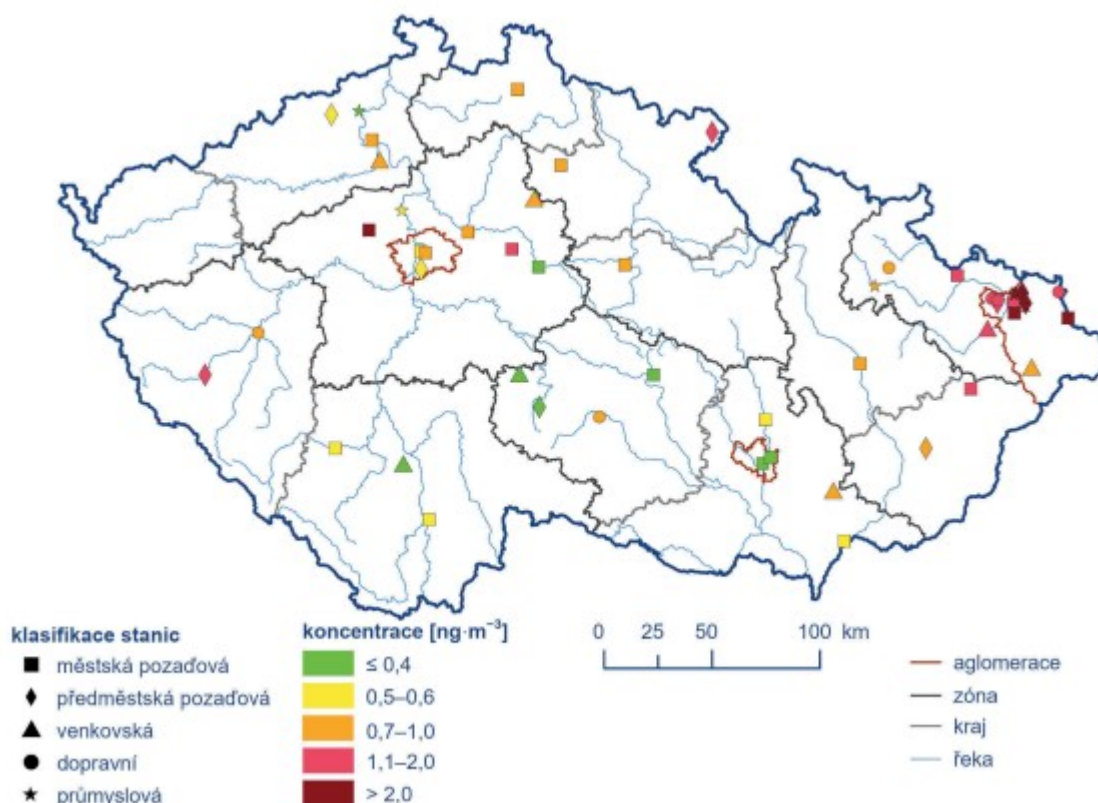 klasifikace stanic
městská pozaďová
předměstská pozaďová
venkovská
dopravní
průmyslová
koncentrace [ng·m⁻³]
≤ 0,4
0,5–0,6
0,7–1,0
1,1–2,0
> 2,0
0 25 50 100 km
aglomerace
zóna
kraj
řeka